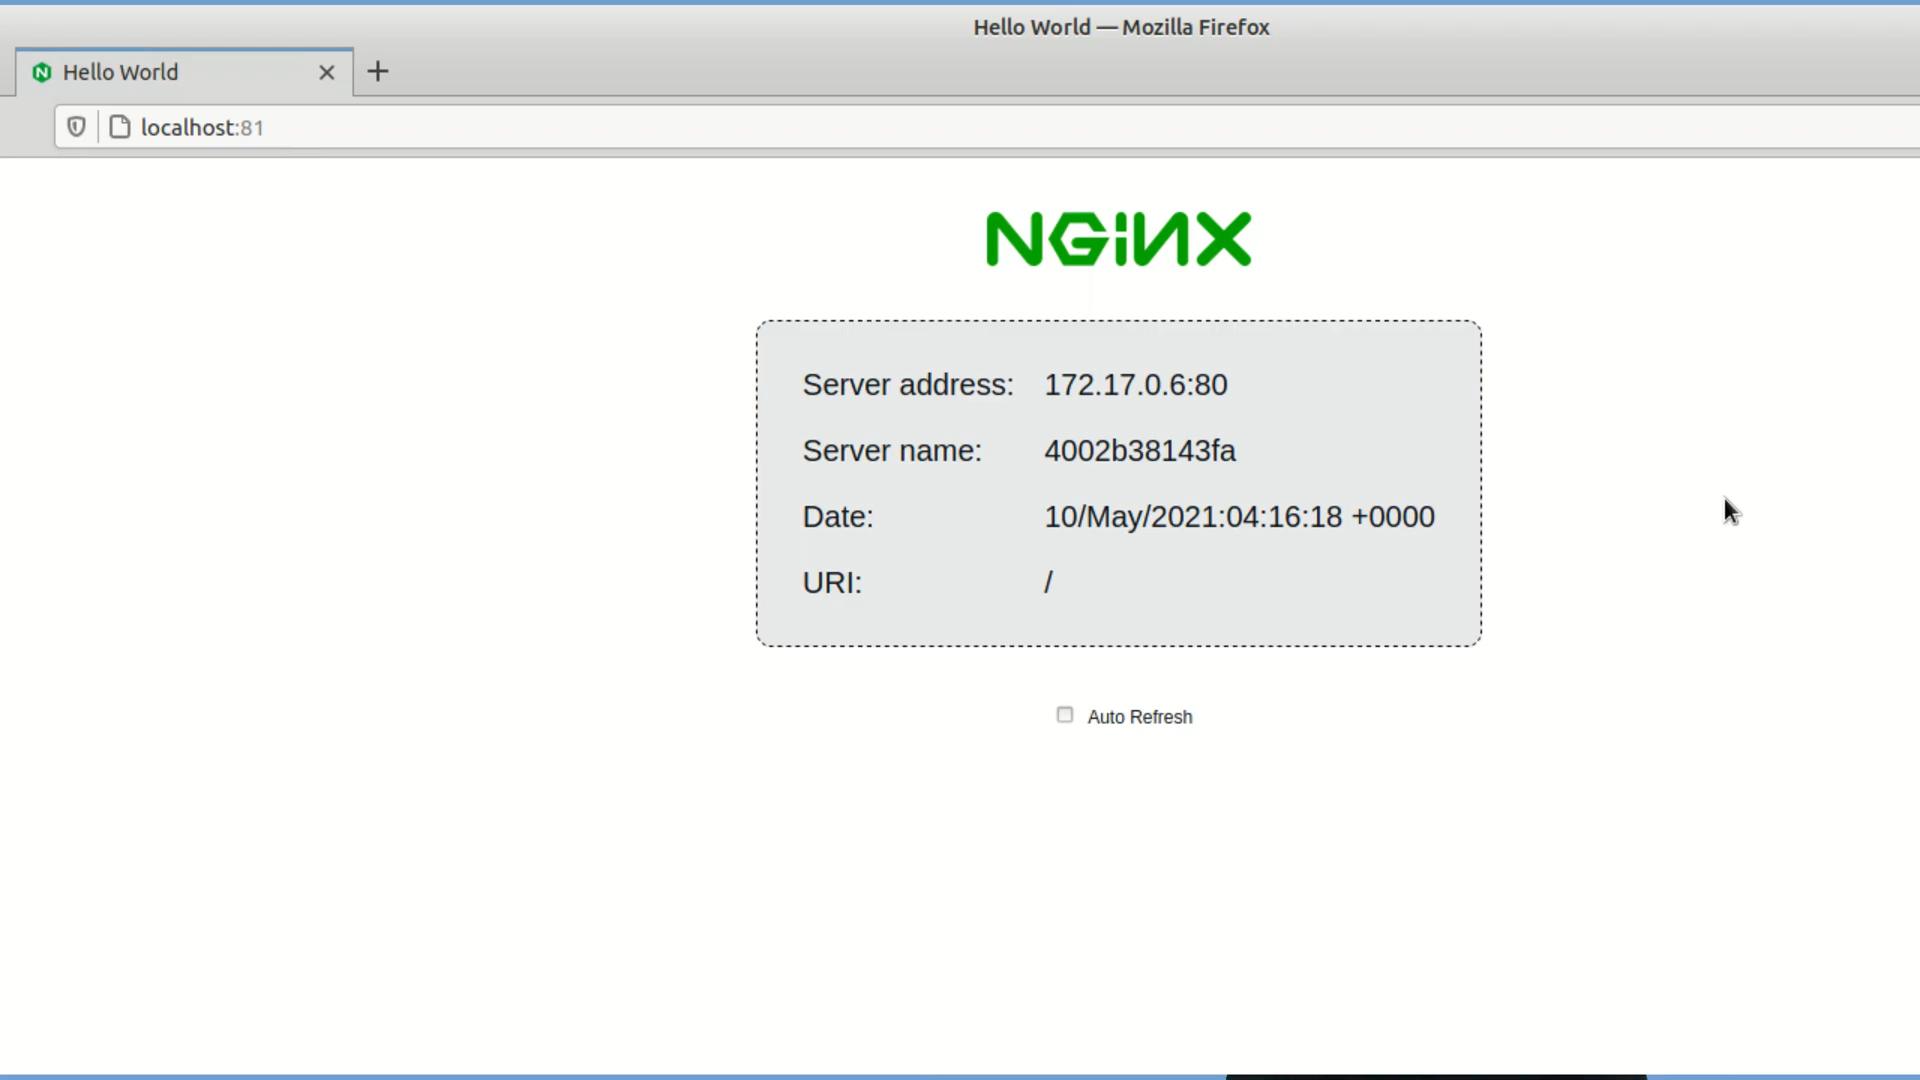 Hello World — Mozilla Firefox
Hello World
localhost:81
NGINX
Server address: 172.17.0.6:80
Server name: 4002b38143fa
Date: 10/May/2021:04:16:18 +0000
URI: /
Auto Refresh